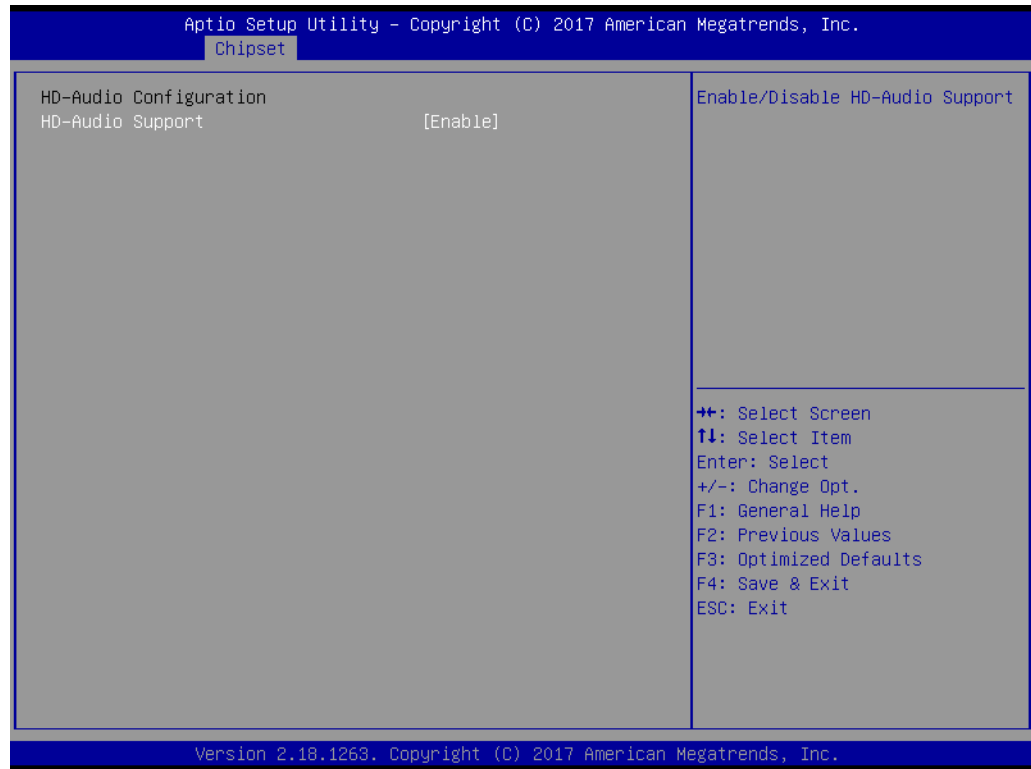 Aptio Setup Utility – Copyright (C) 2017 American Megatrends, Inc.
Chipset
HD-Audio Configuration
HD-Audio Support [Enable]
Enable/Disable HD-Audio Support
→←: Select Screen
↑↓: Select Item
Enter: Select
+/-: Change Opt.
F1: General Help
F2: Previous Values
F3: Optimized Defaults
F4: Save & Exit
ESC: Exit
Version 2.18.1263. Copyright (C) 2017 American Megatrends, Inc.